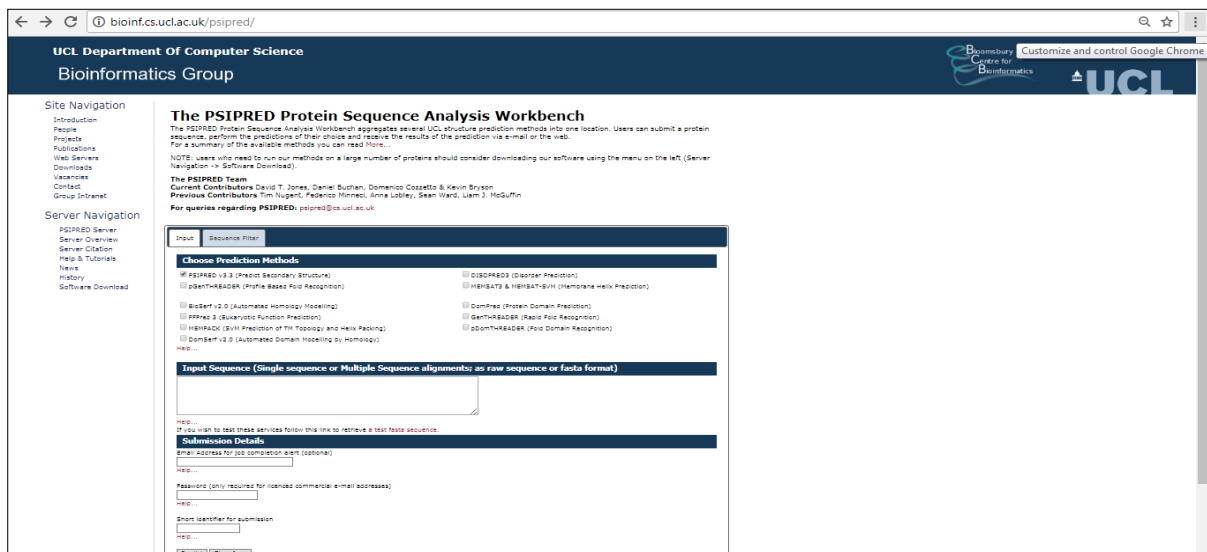 bioinf.cs.ucl.ac.uk/psipred/
UCL Department Of Computer Science
Bioinformatics Group
Bloomsbury
Centre for
Bioinformatics
Customize and control Google Chrome
UCL
Site Navigation
Introduction
People
Projects
Publications
Web Servers
Downloads
Vacancies
Contact
Group Intranet
Server Navigation
PSIPRED Server
Server Overview
Server Citation
Help & Tutorials
News
History
Software Download
The PSIPRED Protein Sequence Analysis Workbench
The PSIPRED Protein Sequence Analysis Workbench aggregates several UCL structure prediction methods into one location. Users can submit a protein
sequence, perform the predictions of their choice and receive the results of the prediction via e-mail or the web.
For a summary of the available methods you can read More...
NOTE: users who need to run our methods on a large number of proteins should consider downloading our software using the menu on the left (Server
Navigation -> Software Download).
The PSIPRED Team
Current Contributors David T. Jones, Daniel Buchan, Domenico Cozzetto & Kevin Bryson
Previous Contributors Tim Nugent, Federico Minneci, Anna Lobley, Sean Ward, Liam J. McGuffin
For queries regarding PSIPRED: psipred@cs.ucl.ac.uk
Input Sequence Filter
Choose Prediction Methods
PSIPRED v3.3 (Predict Secondary Structure) DISOPRED3 (Disorder Prediction)
pGenTHREADER (Profile Based Fold Recognition) MEMSAT3 & MEMSAT-SVM (Membrane Helix Prediction)
BioSerf v2.0 (Automated Homology Modelling) DomPred (Protein Domain Prediction)
FFPred 3 (Eukaryotic Function Prediction) GenTHREADER (Rapid Fold Recognition)
MEMPACK (SVM Prediction of TM Topology and Helix Packing) pDomTHREADER (Fold Domain Recognition)
DomSerf v2.0 (Automated Domain Modelling by Homology)
Help...
Input Sequence (Single sequence or Multiple Sequence alignments; as raw sequence or fasta format)
Help...
If you wish to test these services follow this link to retrieve a test fasta sequence.
Submission Details
Email Address for job completion alert (optional)
Help...
Password (only required for licenced commercial e-mail addresses)
Help...
Short identifier for submission
Help...